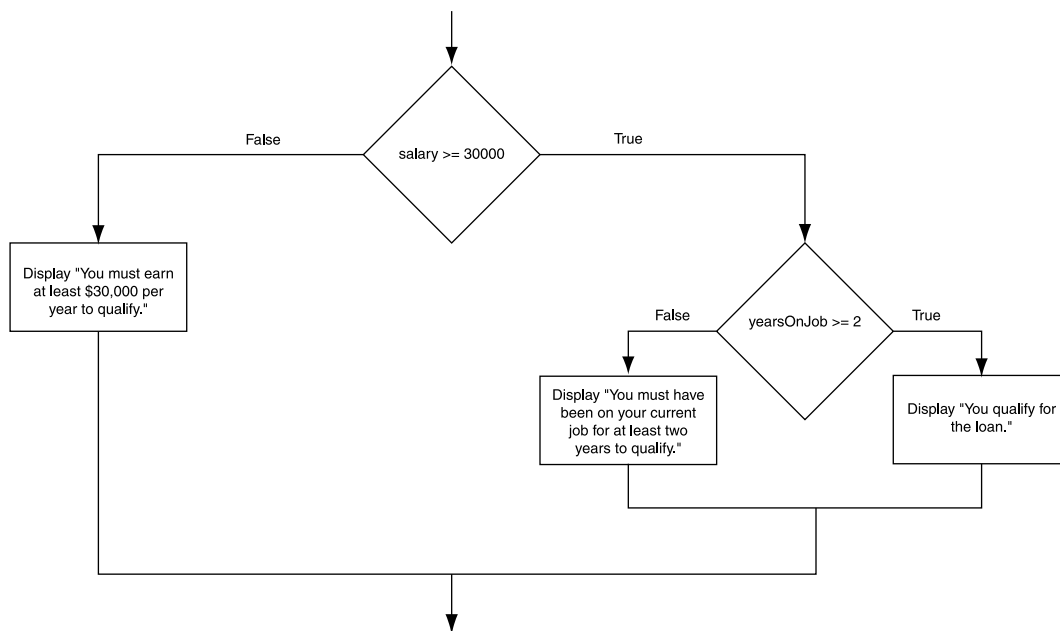 False
True
salary >= 30000
Display "You must earn
at least $30,000 per
year to qualify."
False
True
yearsOnJob >= 2
Display "You must have
been on your current
job for at least two
years to qualify."
Display "You qualify for
the loan."